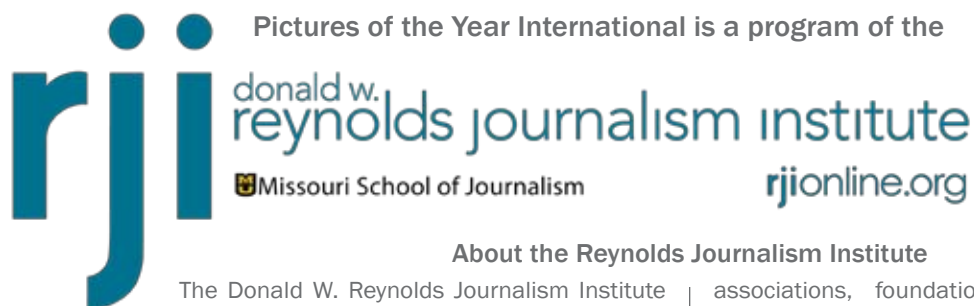 Pictures of the Year International is a program of the
rji
donald w.
reynolds journalism institute
Missouri School of Journalism
rjionline.org
About the Reynolds Journalism Institute
The Donald W. Reynolds Journalism Institute
associations, foundatio